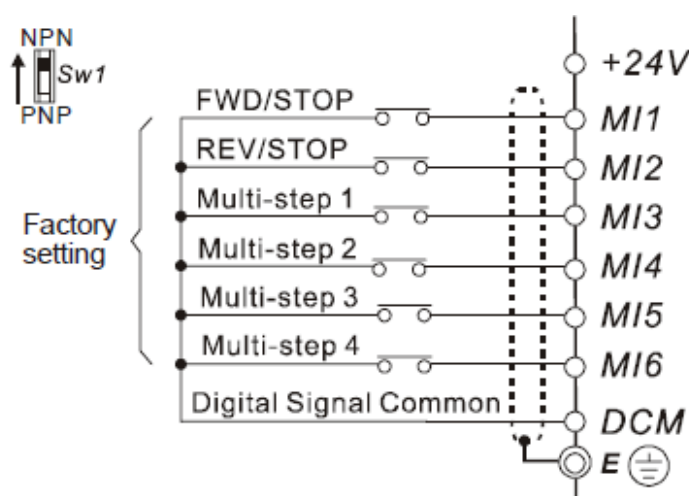 NPN
Sw1
PNP
+24V
FWD/STOP
MI1
REV/STOP
MI2
Multi-step 1
MI3
Factory
setting
Multi-step 2
MI4
Multi-step 3
MI5
Multi-step 4
MI6
Digital Signal Common
DCM
E